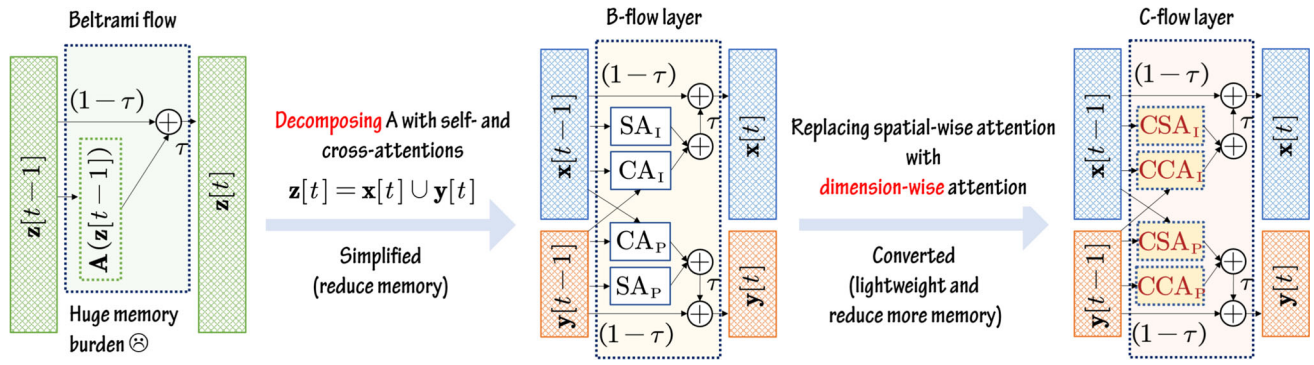 Beltrami flow
z[t − 1]
(1 − τ)
A(z[t−1])
τ
z[t]
Huge memory
burden ☹
Decomposing A with self- and
cross-attentions
z[t] = x[t] ∪ y[t]
Simplified
(reduce memory)
B-flow layer
x[t − 1]
y[t − 1]
(1 − τ)
SA_I
CA_I
τ
CA_P
SA_P
τ
(1 − τ)
x[t]
y[t]
Replacing spatial-wise attention
with
dimension-wise attention
Converted
(lightweight and
reduce more memory)
C-flow layer
x[t − 1]
y[t − 1]
(1 − τ)
CSA_I
CCA_I
τ
CSA_P
CCA_P
τ
(1 − τ)
x[t]
y[t]